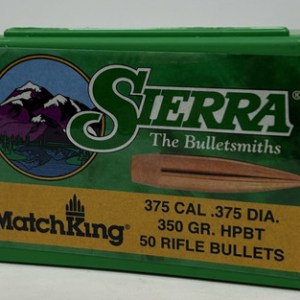 SIERRA®
The Bulletsmiths
MatchKing®
375 CAL .375 DIA.
350 GR. HPBT
50 RIFLE BULLETS